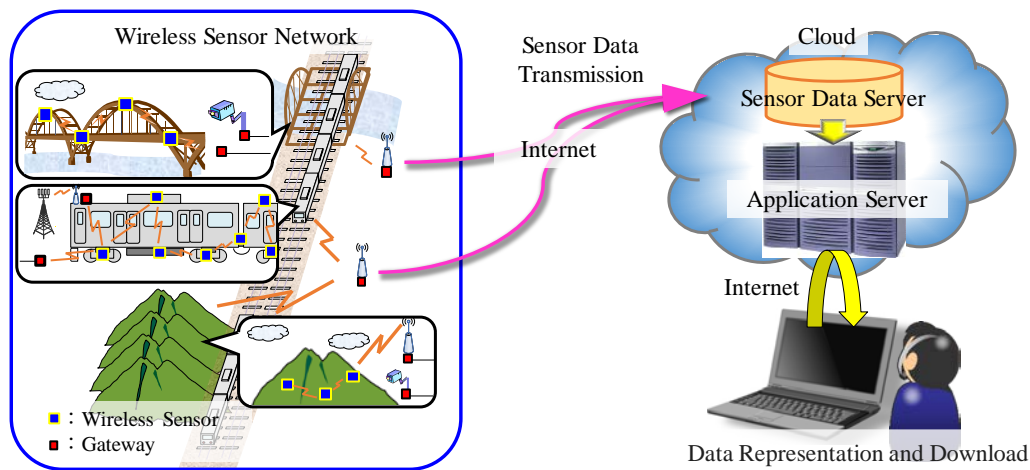 Wireless Sensor Network
Sensor Data
Transmission
Internet
Cloud
Sensor Data Server
Application Server
Internet
: Wireless Sensor
: Gateway
Data Representation and Download